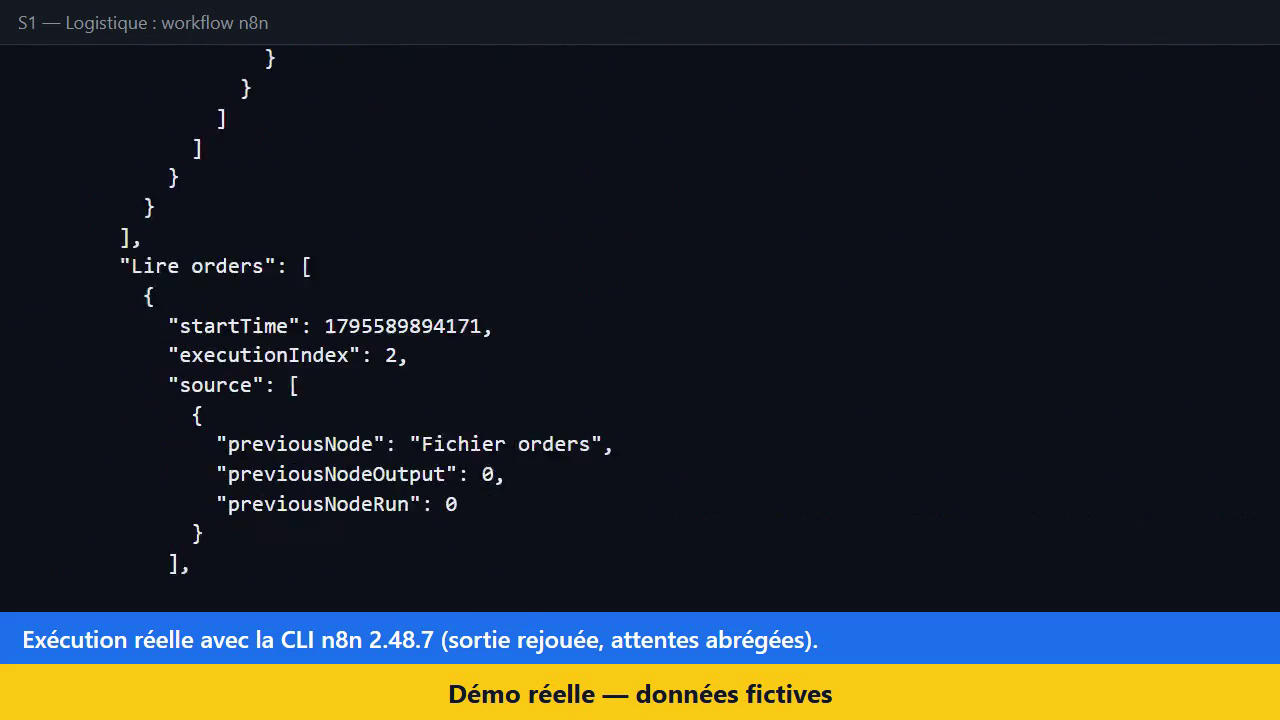 S1 — Logistique : workflow n8n
}
}
]
]
}
}
],
"Lire orders": [
{
"startTime": 1795589894171,
"executionIndex": 2,
"source": [
{
"previousNode": "Fichier orders",
"previousNodeOutput": 0,
"previousNodeRun": 0
}
],
Exécution réelle avec la CLI n8n 2.48.7 (sortie rejouée, attentes abrégées).
Démo réelle — données fictives